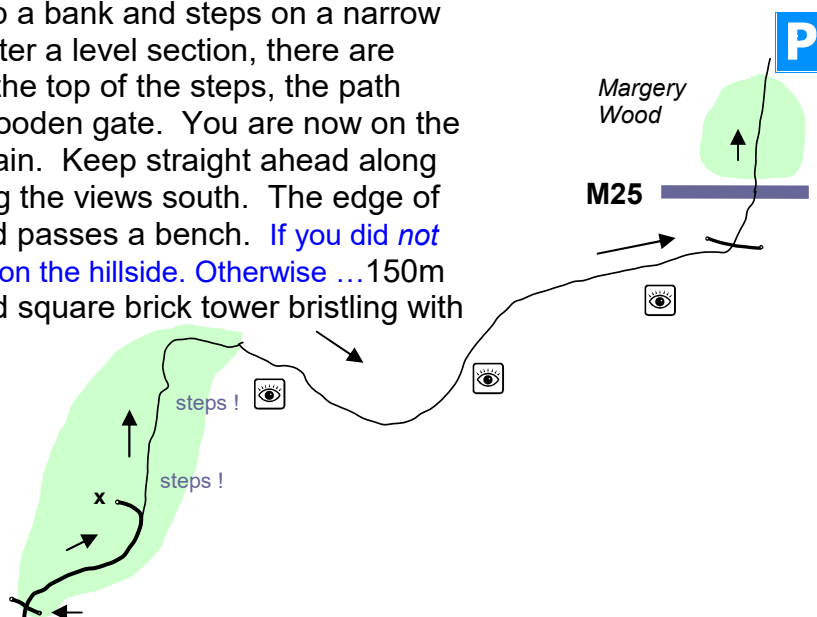 a bank and steps on a narrow
ter a level section, there are
the top of the steps, the path
ooden gate. You are now on the
ain. Keep straight ahead along
g the views south. The edge of
d passes a bench. If you did not
on the hillside. Otherwise …150m
d square brick tower bristling with
P
Margery
Wood
M25
steps !
steps !
x